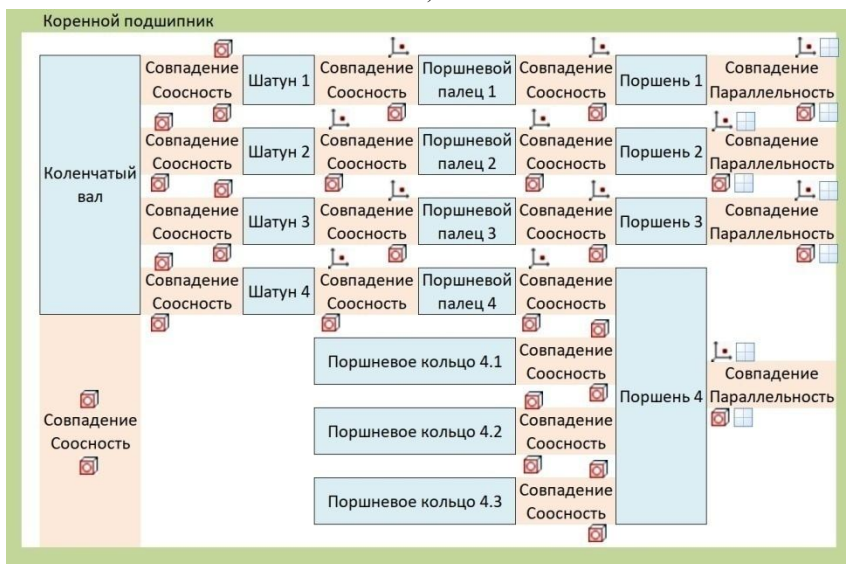 Коренной подшипник
Совпадение Шатун 1 Совпадение Поршневой Совпадение Поршень 1 Совпадение
Соосность Соосность палец 1 Соосность Параллельность
Совпадение Шатун 2 Совпадение Поршневой Совпадение Поршень 2 Совпадение
Соосность Соосность палец 2 Соосность Параллельность
Коленчатый
вал
Совпадение Шатун 3 Совпадение Поршневой Совпадение Поршень 3 Совпадение
Соосность Соосность палец 3 Соосность Параллельность
Совпадение Шатун 4 Совпадение Поршневой Совпадение
Соосность Соосность палец 4 Соосность
Поршневое кольцо 4.1 Совпадение
Соосность
Поршень 4 Совпадение
Параллельность
Совпадение
Соосность
Поршневое кольцо 4.2 Совпадение
Соосность
Поршневое кольцо 4.3 Совпадение
Соосность